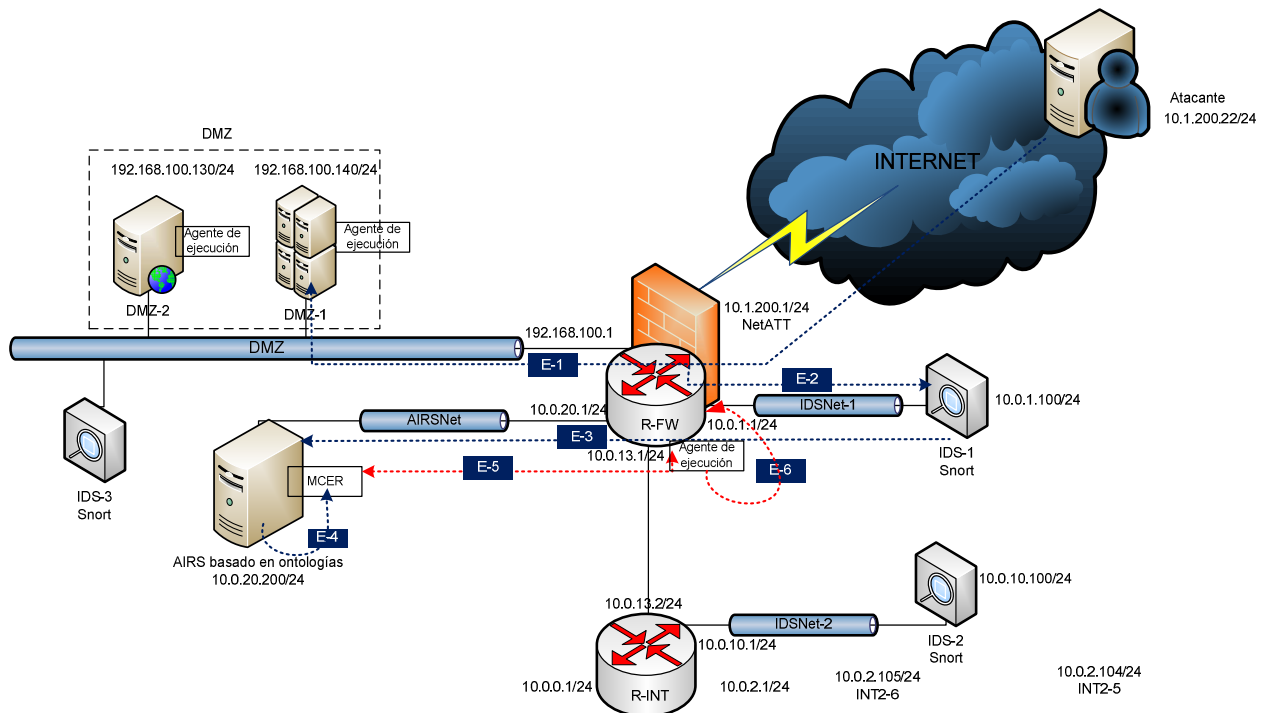 Atacante
10.1.200.22/24
INTERNET
DMZ
192.168.100.130/24
192.168.100.140/24
Agente de
ejecución
Agente de
ejecución
DMZ-2
DMZ-1
10.1.200.1/24
NetATT
192.168.100.1
DMZ
E-1
E-2
10.0.1.100/24
IDSNet-1
AIRSNet
10.0.20.1/24
R-FW
10.0.1.1/24
IDS-1
Snort
E-3
10.0.13.1/24
Agente de
ejecución
E-5
E-6
MCER
IDS-3
Snort
E-4
AIRS basado en ontologías
10.0.20.200/24
10.0.10.100/24
10.0.13.2/24
IDSNet-2
10.0.10.1/24
IDS-2
Snort
10.0.0.1/24
R-INT
10.0.2.1/24
10.0.2.105/24
INT2-6
10.0.2.104/24
INT2-5